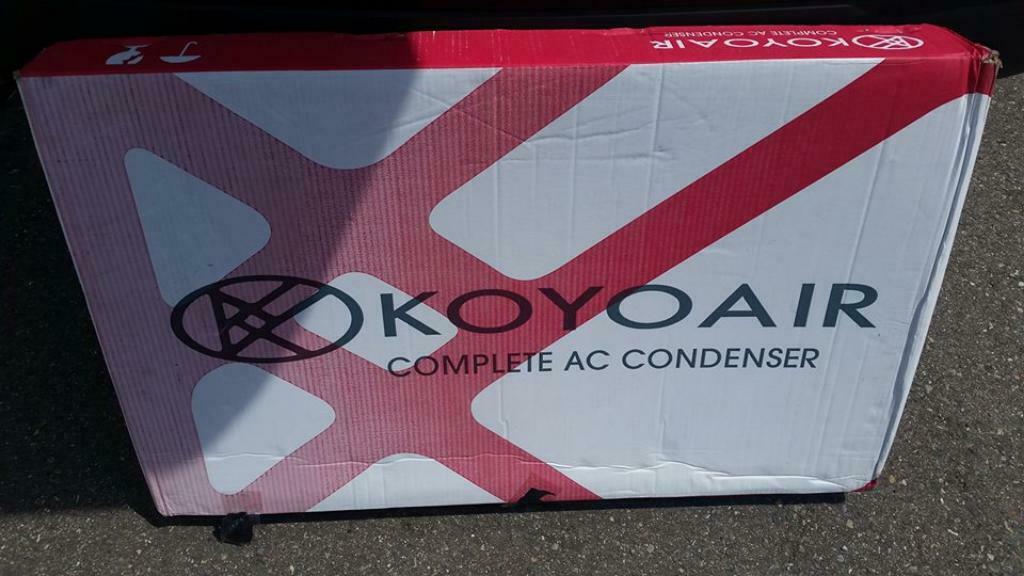 KOYOAIR
COMPLETE AC CONDENSER
KOYOAIR
COMPLETE AC CONDENSER